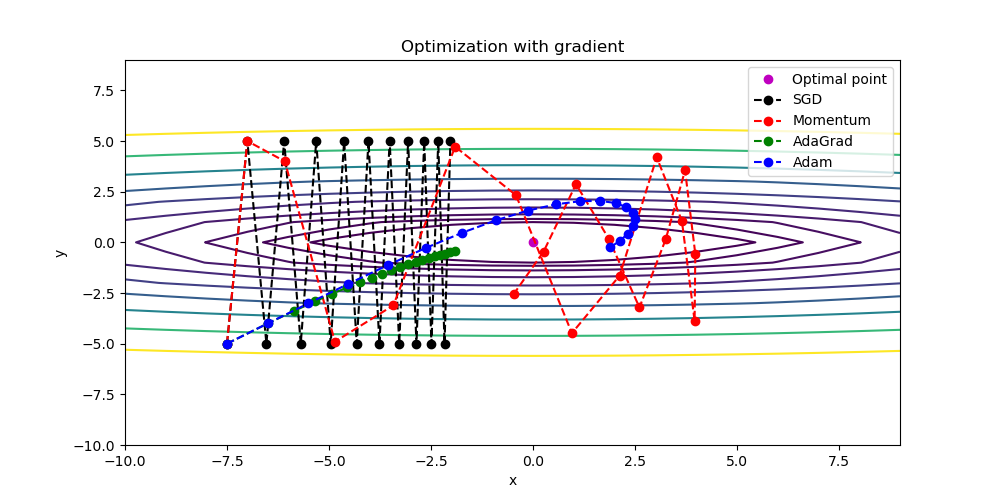 Optimization with gradient
Optimal point
SGD
Momentum
AdaGrad
Adam
7.5
5.0
2.5
0.0
−2.5
−5.0
−7.5
−10.0
y
−10.0 −7.5 −5.0 −2.5 0.0 2.5 5.0 7.5
x